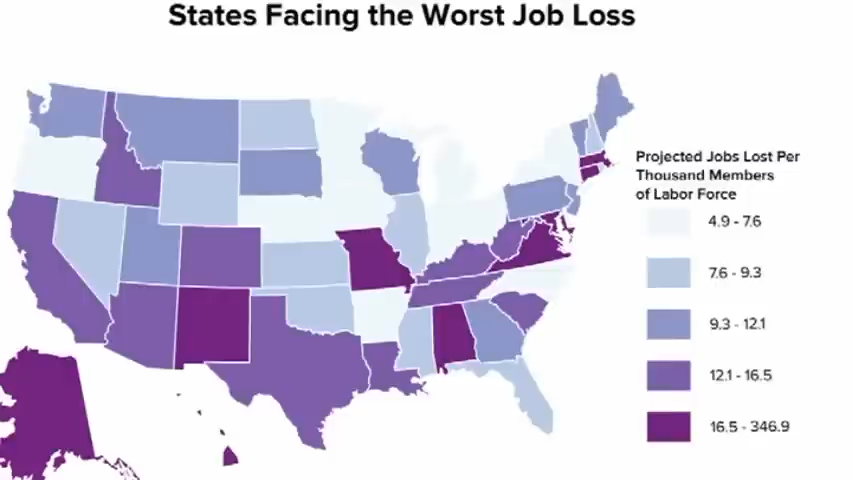 States Facing the Worst Job Loss
Projected Jobs Lost Per
Thousand Members
of Labor Force
4.9 - 7.6
7.6 - 9.3
9.3 - 12.1
12.1 - 16.5
16.5 - 346.9